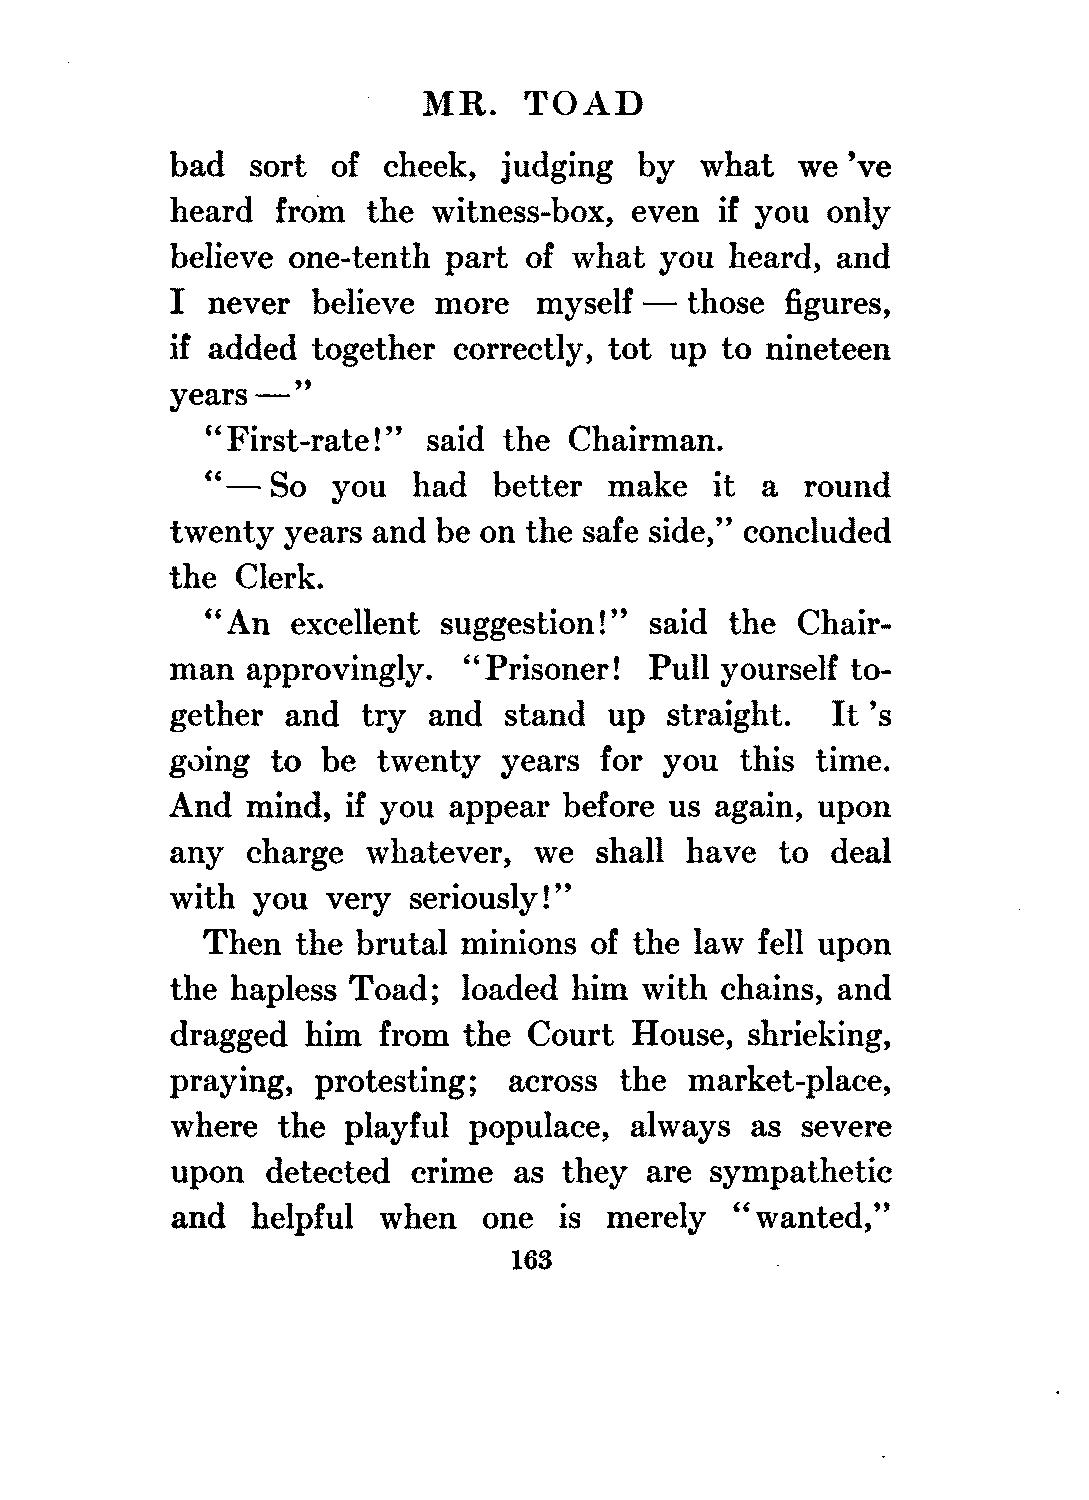 MR. TOAD
bad sort of cheek, judging by what we 've
heard from the witness-box, even if you only
believe one-tenth part of what you heard, and
I never believe more myself — those figures,
if added together correctly, tot up to nineteen
years —"
"First-rate!" said the Chairman.
"— So you had better make it a round
twenty years and be on the safe side," concluded
the Clerk.
"An excellent suggestion!" said the Chair-
man approvingly. "Prisoner! Pull yourself to-
gether and try and stand up straight. It 's
going to be twenty years for you this time.
And mind, if you appear before us again, upon
any charge whatever, we shall have to deal
with you very seriously!"
Then the brutal minions of the law fell upon
the hapless Toad; loaded him with chains, and
dragged him from the Court House, shrieking,
praying, protesting; across the market-place,
where the playful populace, always as severe
upon detected crime as they are sympathetic
and helpful when one is merely "wanted,"
163